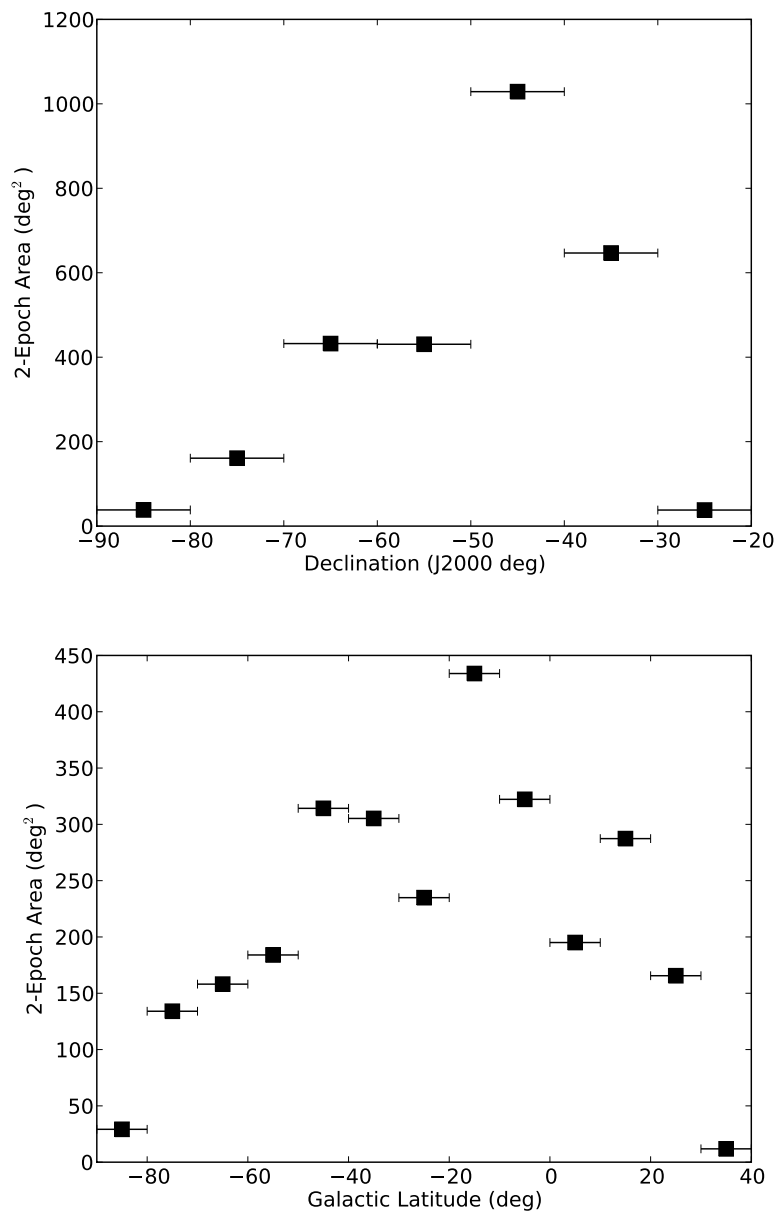 1200
1000
800
600
400
200
0
2-Epoch Area (deg²)
−90 −80 −70 −60 −50 −40 −30 −20
Declination (J2000 deg)
450
400
350
300
250
200
150
100
50
0
2-Epoch Area (deg²)
−80 −60 −40 −20 0 20 40
Galactic Latitude (deg)